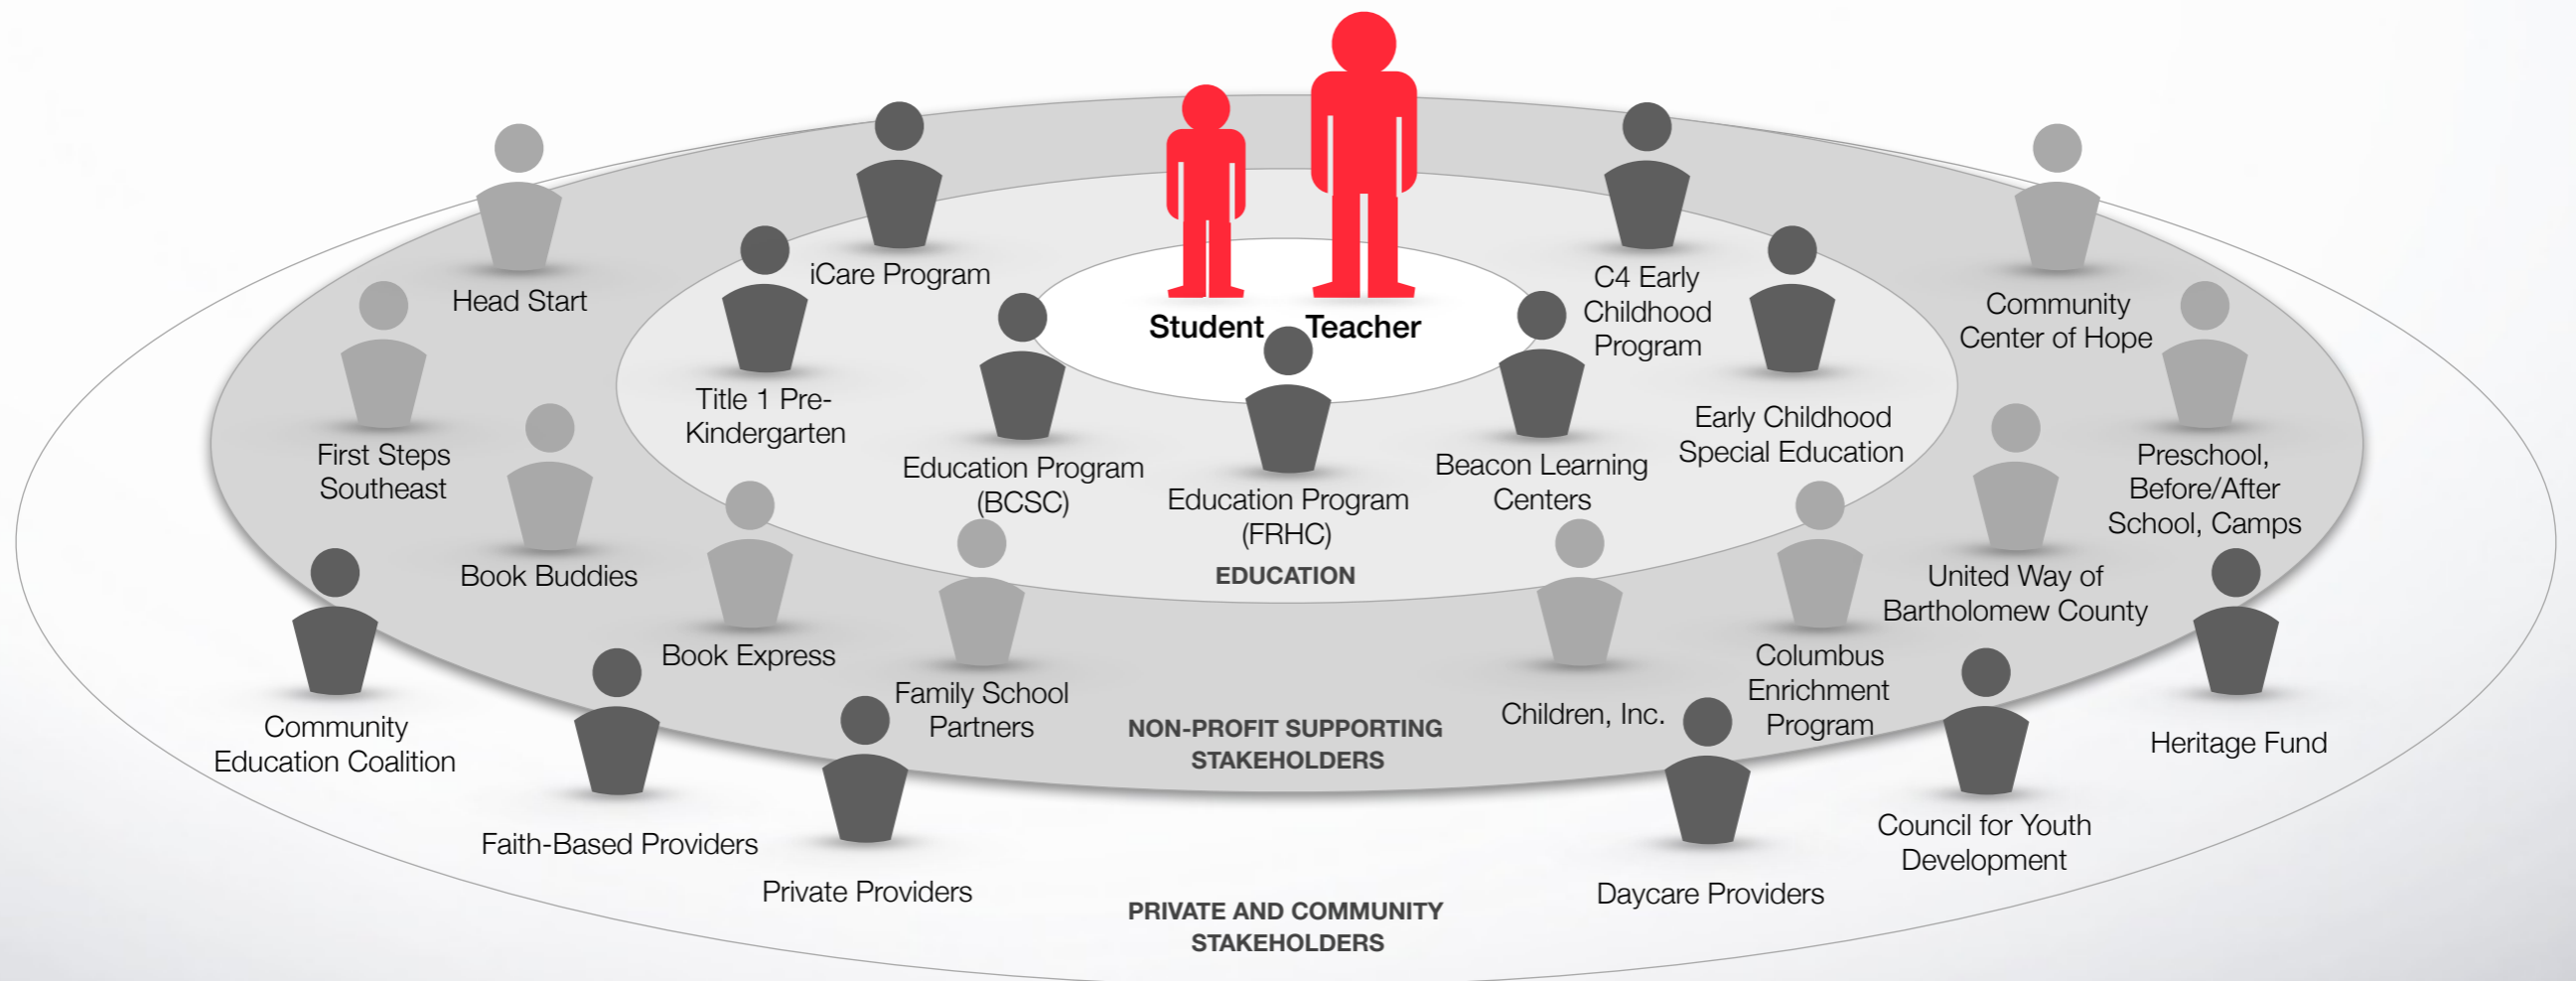 Student Teacher
iCare Program
C4 Early
Childhood
Program
Head Start
Community
Center of Hope
Title 1 Pre-
Kindergarten
Early Childhood
Special Education
Education Program
(BCSC)
Education Program
(FRHC)
Beacon Learning
Centers
EDUCATION
First Steps
Southeast
Preschool,
Before/After
School, Camps
Book Buddies
United Way of
Bartholomew County
Book Express
Family School
Partners
Children, Inc.
Columbus
Enrichment
Program
NON-PROFIT SUPPORTING
STAKEHOLDERS
Community
Education Coalition
Heritage Fund
Faith-Based Providers
Council for Youth
Development
Private Providers
Daycare Providers
PRIVATE AND COMMUNITY
STAKEHOLDERS